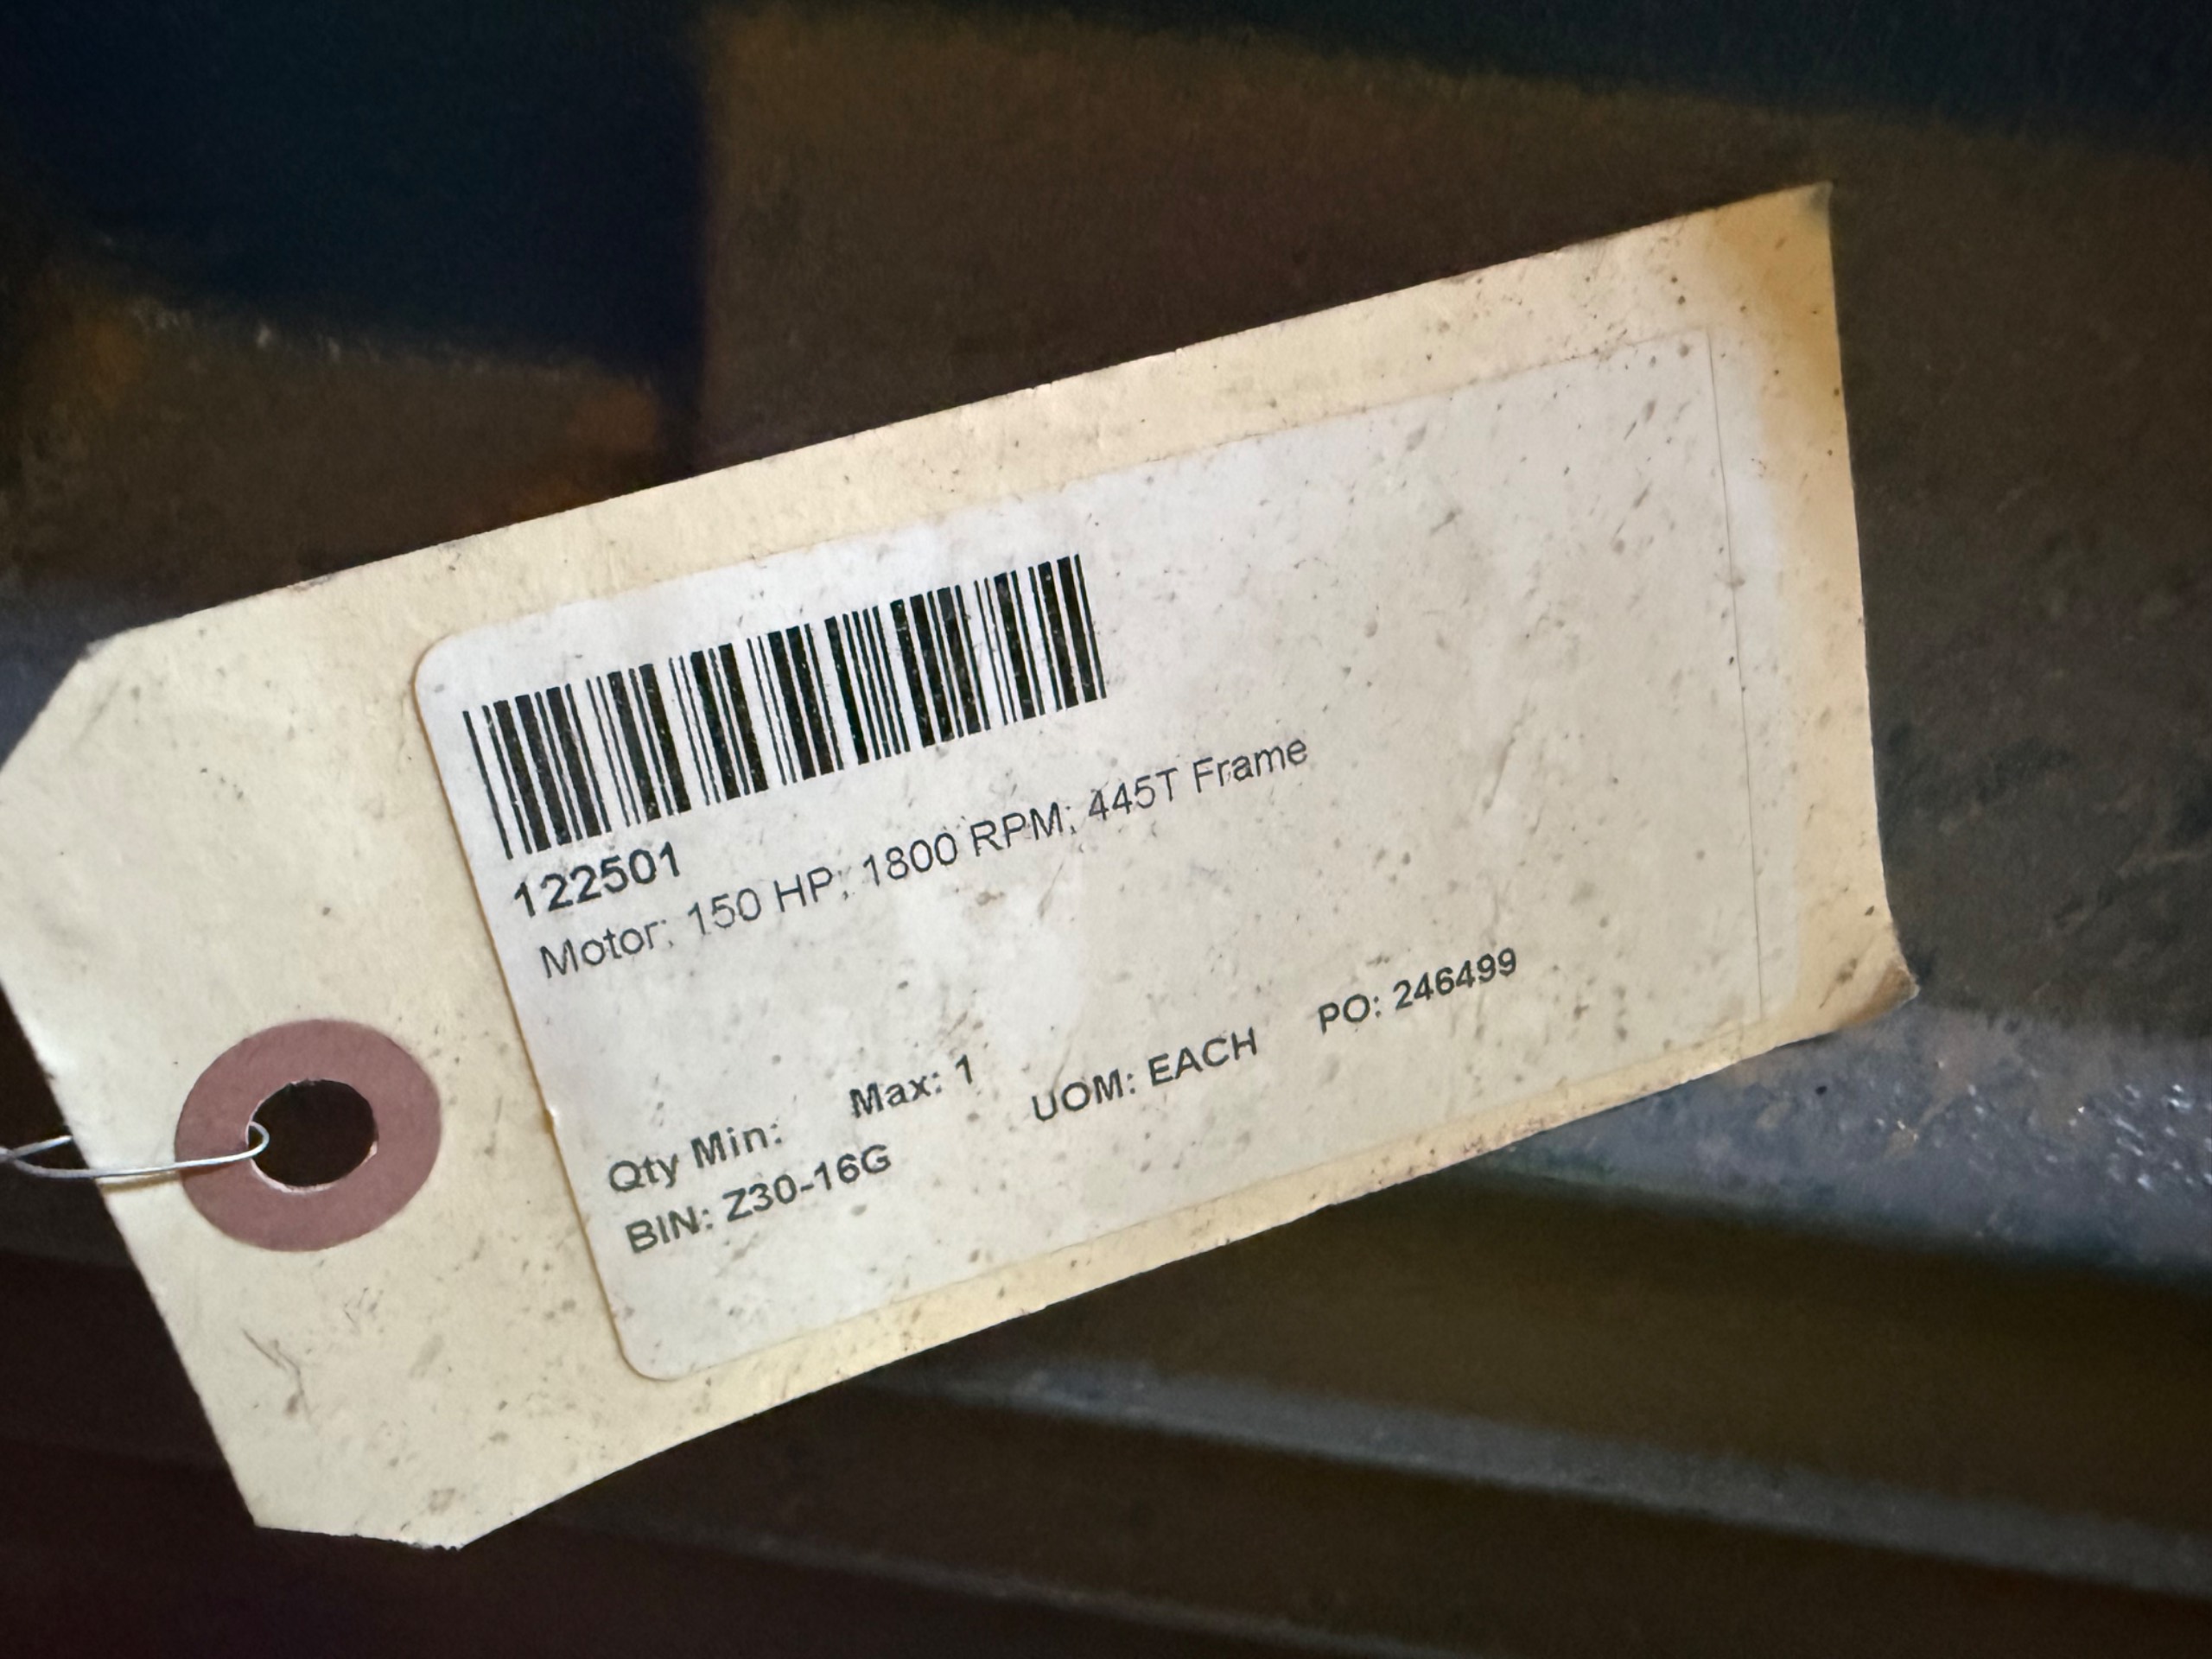 122501
Motor; 150 HP; 1800 RPM; 445T Frame
Qty Min: Max: 1
BIN: Z30-16G UOM: EACH PO: 246499